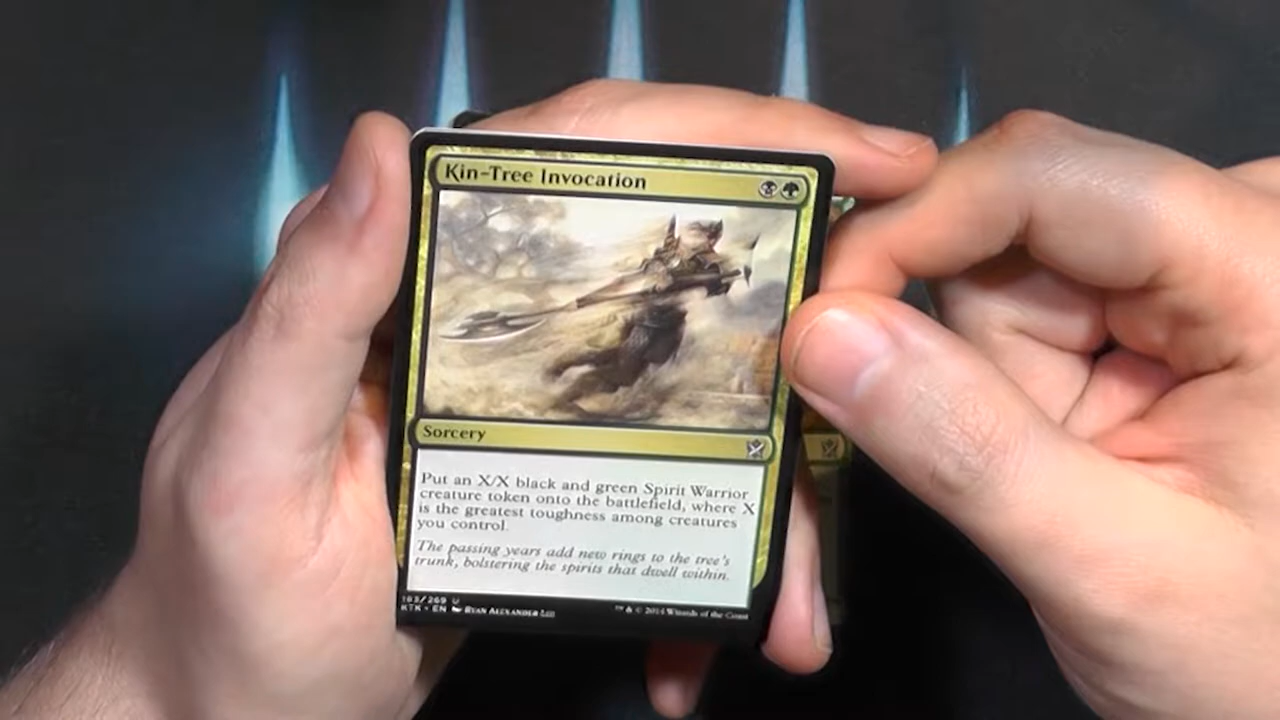 Kin-Tree Invocation
Sorcery
Put an X/X black and green Spirit Warrior
creature token onto the battlefield, where X
is the greatest toughness among creatures
you control.
The passing years add new rings to the tree's
trunk, bolstering the spirits that dwell within.
183/269 U
KTK • EN Ryan Alexander Lee
™ & © 2014 Wizards of the Coast